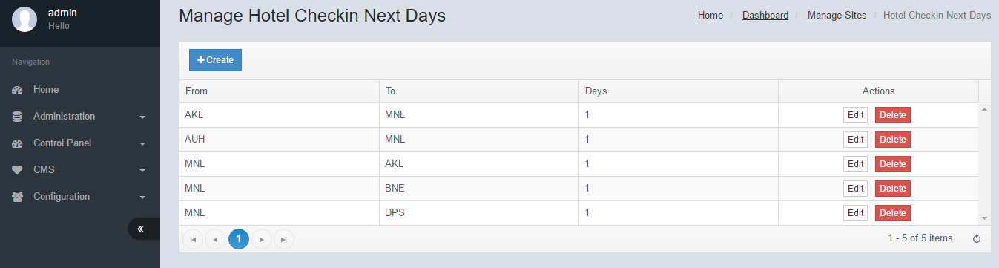 admin
Hello
Navigation
Home
Administration
Control Panel
CMS
Configuration
Manage Hotel Checkin Next Days
Home / Dashboard / Manage Sites / Hotel Checkin Next Days
Create
From To Days Actions
AKL MNL 1 Edit Delete
AUH MNL 1 Edit Delete
MNL AKL 1 Edit Delete
MNL BNE 1 Edit Delete
MNL DPS 1 Edit Delete
1 1 - 5 of 5 items